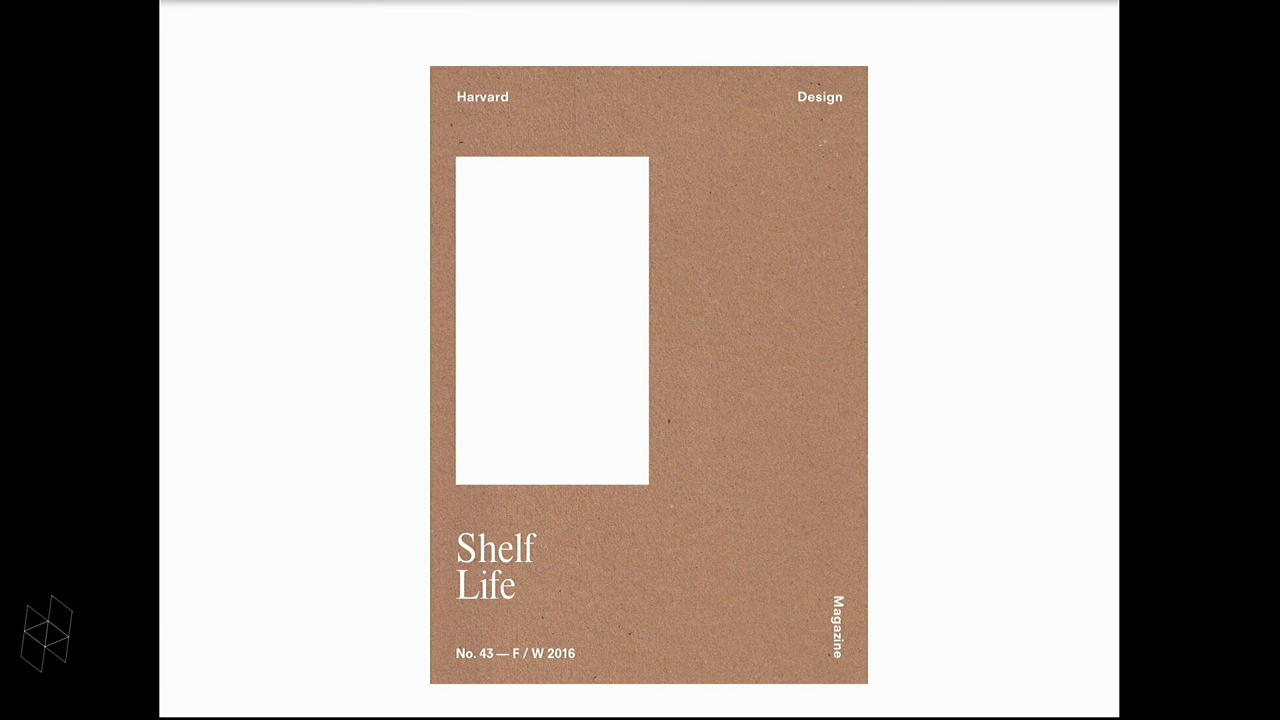 Harvard
Design
Shelf
Life
Magazine
No. 43 — F / W 2016